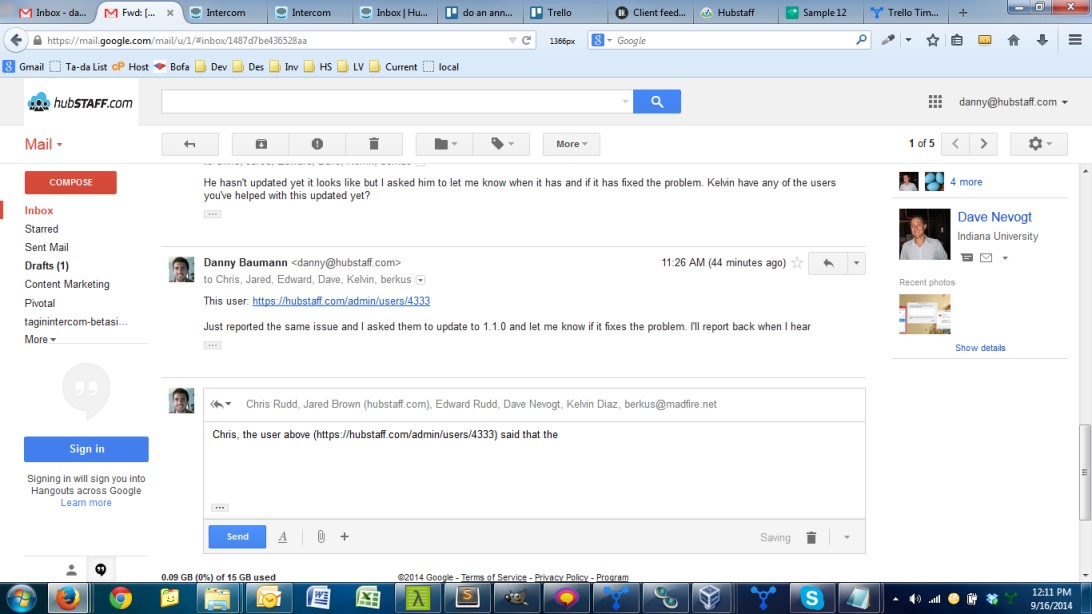 Inbox - da...
Fwd: [...
Intercom
Intercom
Inbox | Hu...
do an ann...
Trello
Client feed...
Hubstaff
Sample 12
Trello Tim...
https://mail.google.com/mail/u/1/#inbox/1487d7be436528aa
1366px
Google
Gmail
Ta-da List
cP Host
Bofa
Dev
Des
Inv
HS
LV
Current
local
hubSTAFF.com
danny@hubstaff.com
Mail
More
1 of 5
COMPOSE
Inbox
Starred
Sent Mail
Drafts (1)
Content Marketing
Pivotal
taginintercom-betasi...
More
Sign in
Signing in will sign you into
Hangouts across Google
Learn more
He hasn't updated yet it looks like but I asked him to let me know when it has and if it has fixed the problem. Kelvin have any of the users
you've helped with this updated yet?
Danny Baumann <danny@hubstaff.com>
11:26 AM (44 minutes ago)
to Chris, Jared, Edward, Dave, Kelvin, berkus
This user: https://hubstaff.com/admin/users/4333
Just reported the same issue and I asked them to update to 1.1.0 and let me know if it fixes the problem. I'll report back when I hear
Chris Rudd, Jared Brown (hubstaff.com), Edward Rudd, Dave Nevogt, Kelvin Diaz, berkus@madfire.net
Chris, the user above (https://hubstaff.com/admin/users/4333) said that the
Send
Saving
0.09 GB (0%) of 15 GB used
©2014 Google - Terms of Service - Privacy Policy - Program
4 more
Dave Nevogt
Indiana University
Recent photos
Show details
12:11 PM
9/16/2014